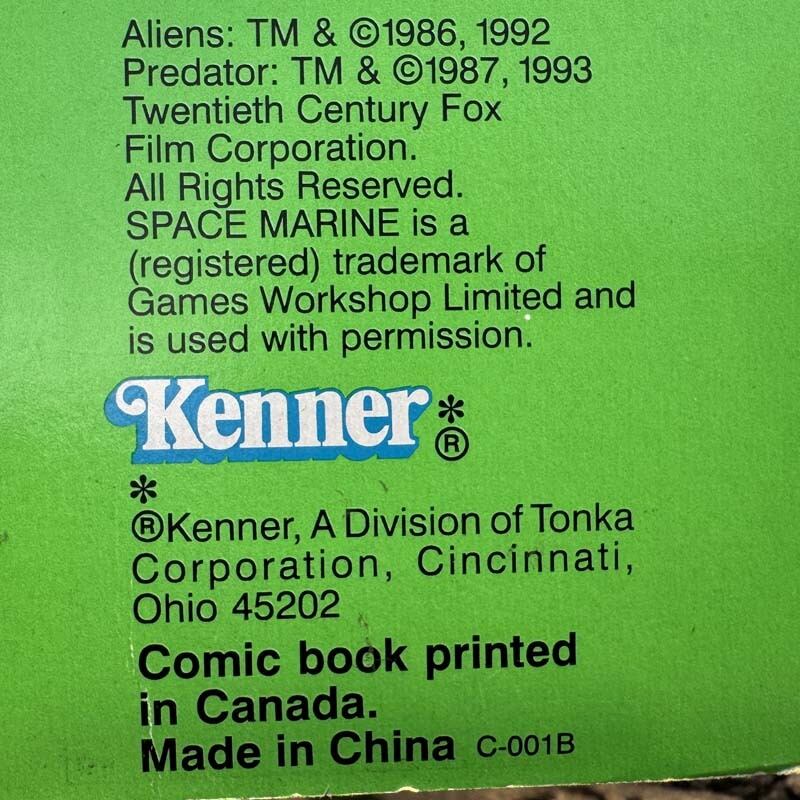 Aliens: TM & ©1986, 1992
Predator: TM & ©1987, 1993
Twentieth Century Fox
Film Corporation.
All Rights Reserved.
SPACE MARINE is a
(registered) trademark of
Games Workshop Limited and
is used with permission.
Kenner *
®
*
®Kenner, A Division of Tonka
Corporation, Cincinnati,
Ohio 45202
Comic book printed
in Canada.
Made in China C-001B